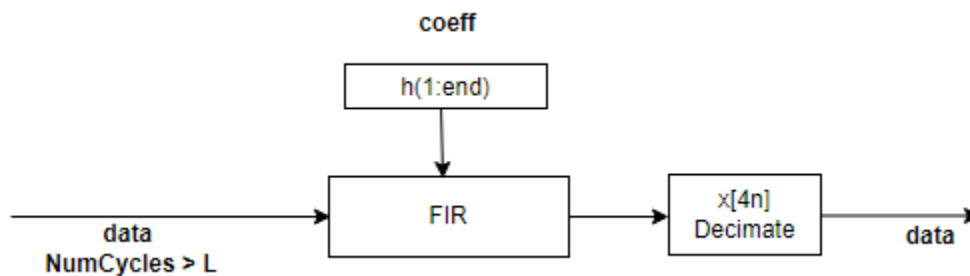 coeff
h(1:end)
FIR
x[4n]
Decimate
data
NumCycles > L
data